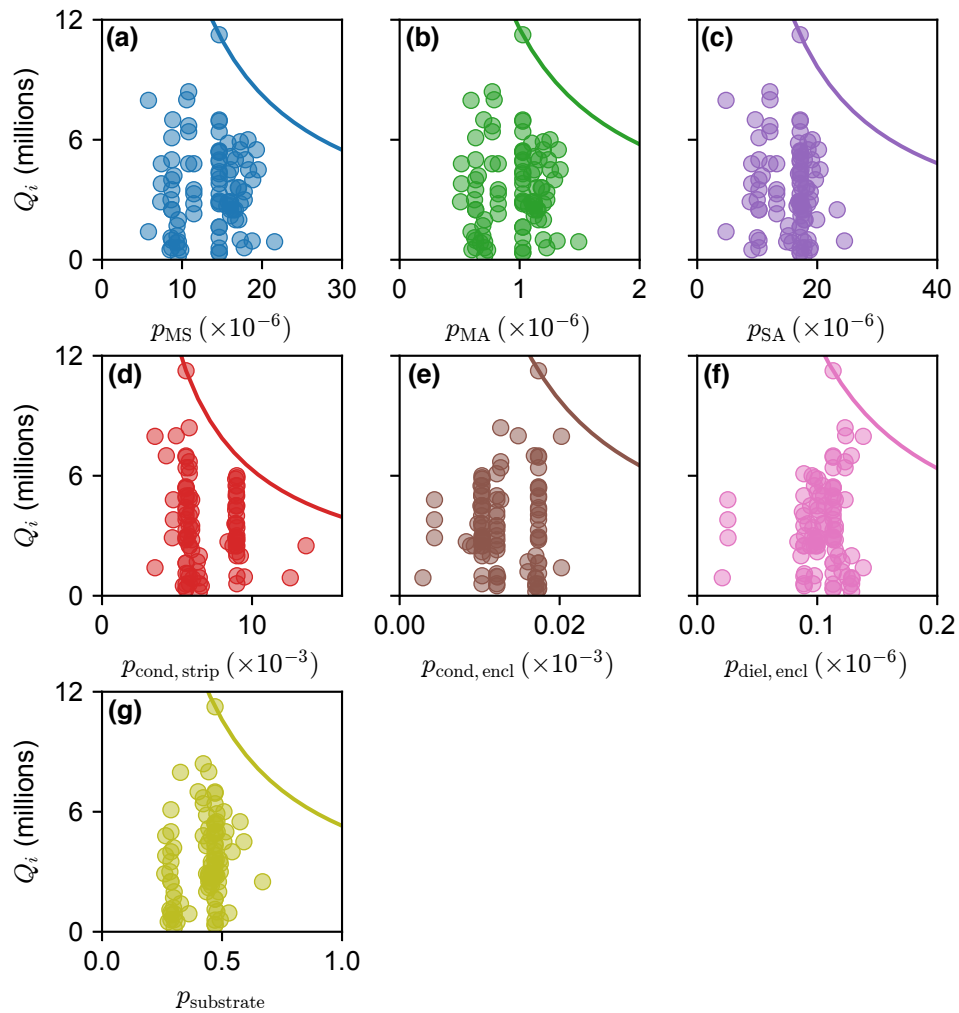 (a) (b) (c)
12
6
0
Q_i (millions)
0 10 20 30 0 1 2 0 20 40
p_MS (×10⁻⁶) p_MA (×10⁻⁶) p_SA (×10⁻⁶)
(d) (e) (f)
12
6
0
Q_i (millions)
0 10 0.00 0.02 0.0 0.1 0.2
p_cond, strip (×10⁻³) p_cond, encl (×10⁻³) p_diel, encl (×10⁻⁶)
(g)
12
6
0
Q_i (millions)
0.0 0.5 1.0
p_substrate